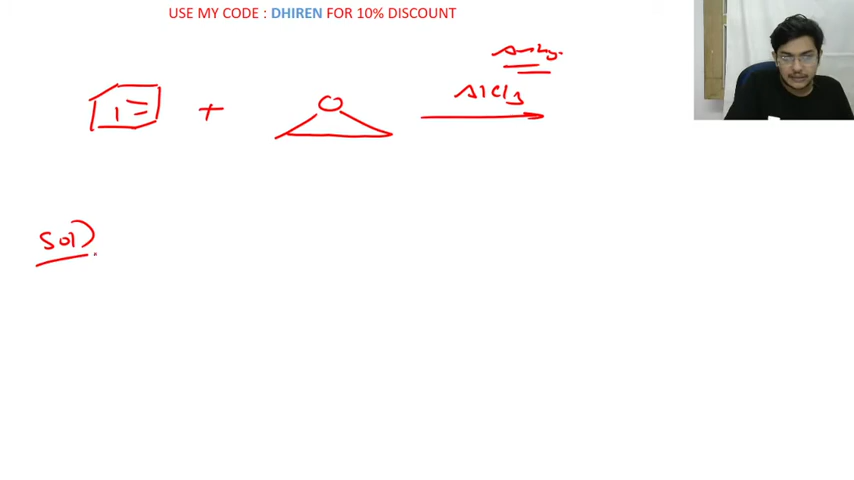 USE MY CODE : DHIREN FOR 10% DISCOUNT
+
O
AlCl3
Sol)